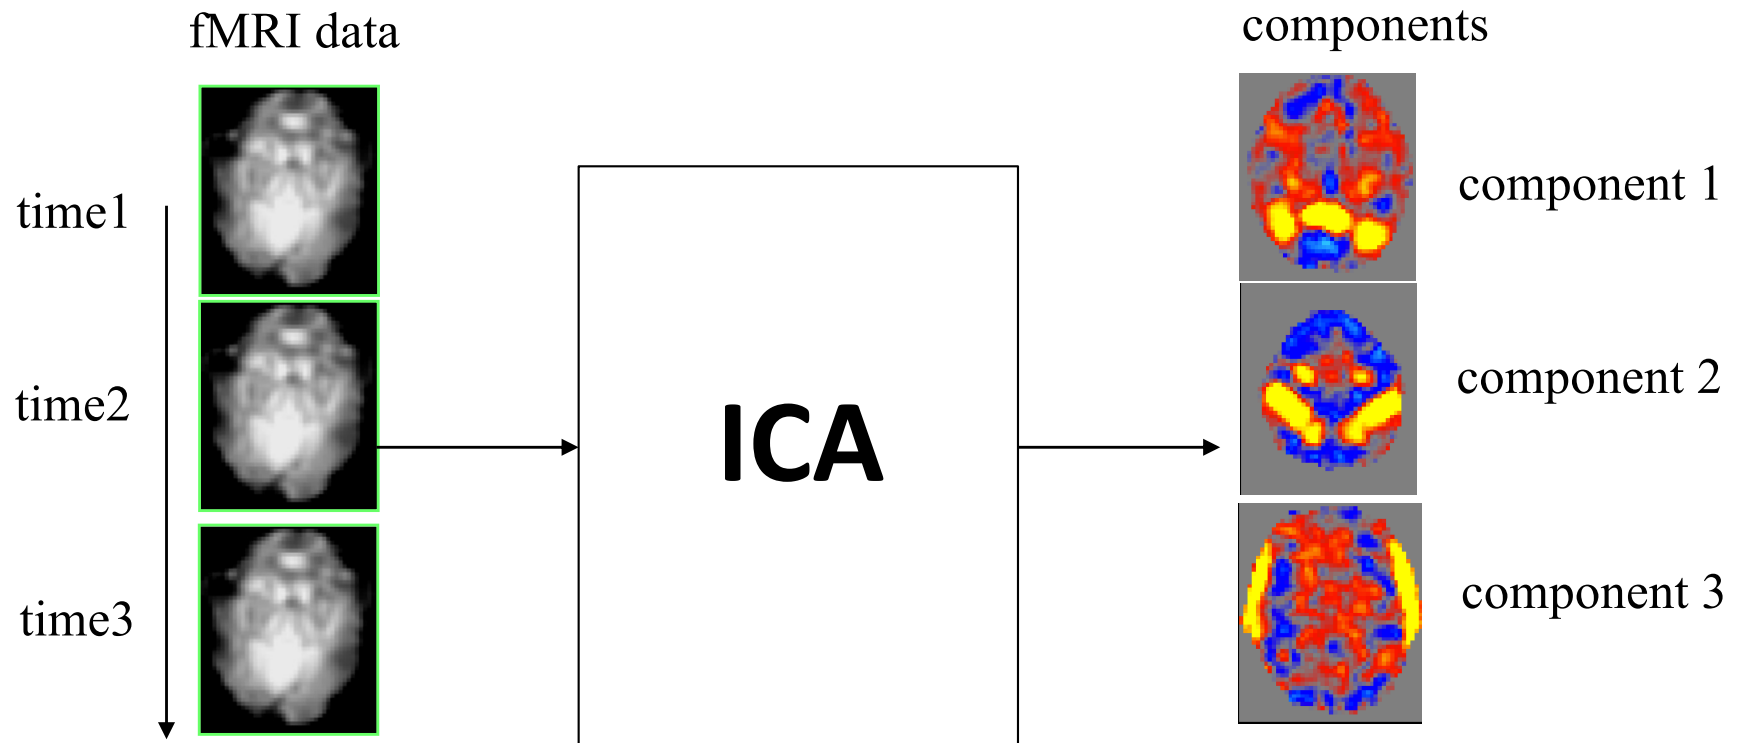 fMRI data
components
time1
time2
time3
ICA
component 1
component 2
component 3